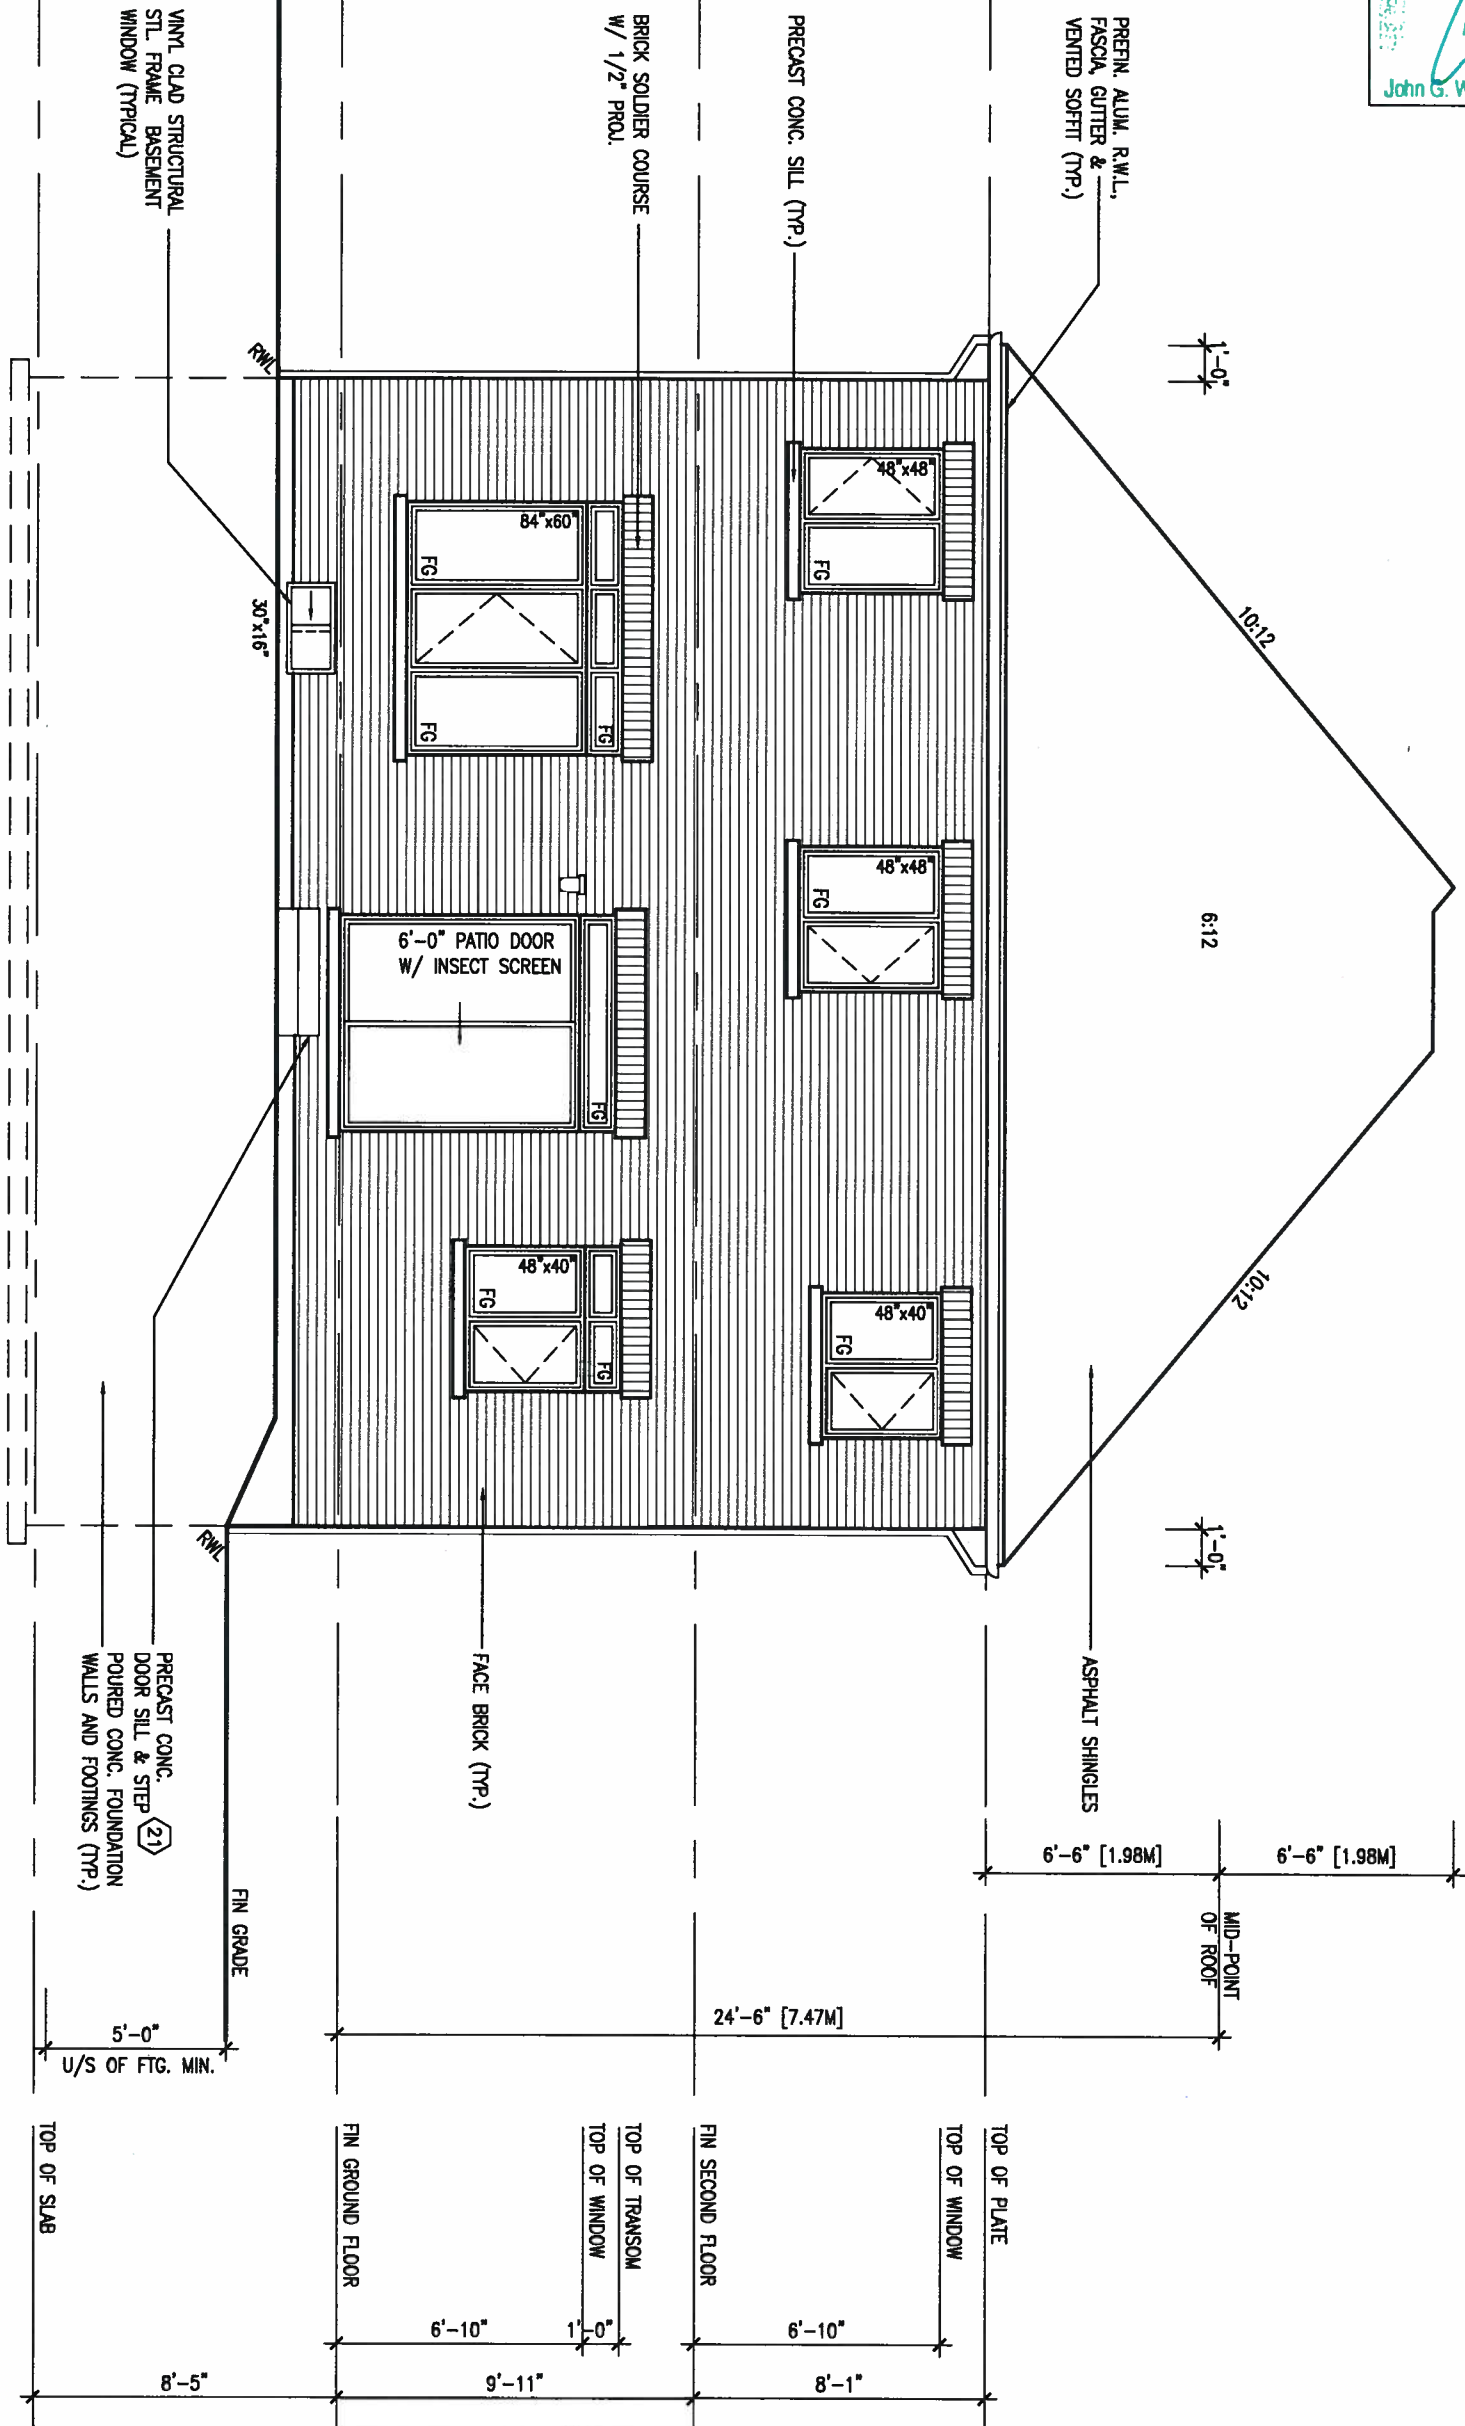 John G. W
PREFIN. ALUM. R.W.L.,
FASCIA, GUTTER &
VENTED SOFFIT (TYP.)
PRECAST CONC. SILL (TYP.)
BRICK SOLDIER COURSE
W/ 1/2" PROJ.
VINYL CLAD STRUCTURAL
STL. FRAME BASEMENT
WINDOW (TYPICAL)
1'-0"
10:12
6:12
10:12
1'-0"
48"x48"
FG
48"x48"
FG
48"x40"
FG
84"x60"
FG
FG
FG
6'-0" PATIO DOOR
W/ INSECT SCREEN
FG
48"x40"
FG
FG
30"x16"
RWL
RWL
ASPHALT SHINGLES
FACE BRICK (TYP.)
PRECAST CONC.
DOOR SILL & STEP 21
POURED CONC. FOUNDATION
WALLS AND FOOTINGS (TYP.)
6'-6" [1.98M]
6'-6" [1.98M]
MID-POINT
OF ROOF
24'-6" [7.47M]
FIN GRADE
5'-0"
U/S OF FTG. MIN.
TOP OF PLATE
TOP OF WINDOW
FIN SECOND FLOOR
TOP OF TRANSOM
TOP OF WINDOW
FIN GROUND FLOOR
TOP OF SLAB
6'-10"
1'-0"
6'-10"
8'-5"
9'-11"
8'-1"